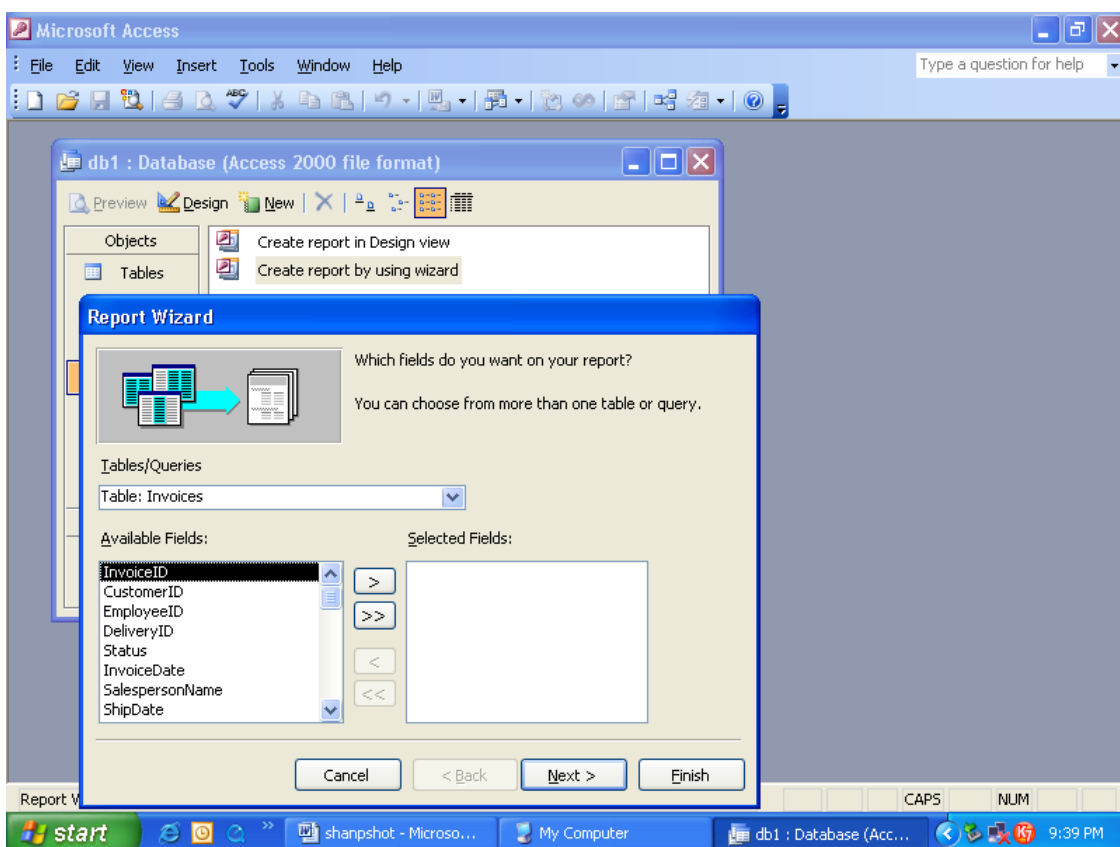 Microsoft Access
File Edit View Insert Tools Window Help
Type a question for help
db1 : Database (Access 2000 file format)
Preview Design New
Objects
Create report in Design view
Tables
Create report by using wizard
Report Wizard
Which fields do you want on your report?
You can choose from more than one table or query.
Tables/Queries
Table: Invoices
Available Fields:
Selected Fields:
InvoiceID
CustomerID
EmployeeID
DeliveryID
Status
InvoiceDate
SalespersonName
ShipDate
>
>>
<
<<
Cancel
< Back
Next >
Finish
Report W
CAPS
NUM
start
shanpshot - Microso...
My Computer
db1 : Database (Acc...
9:39 PM